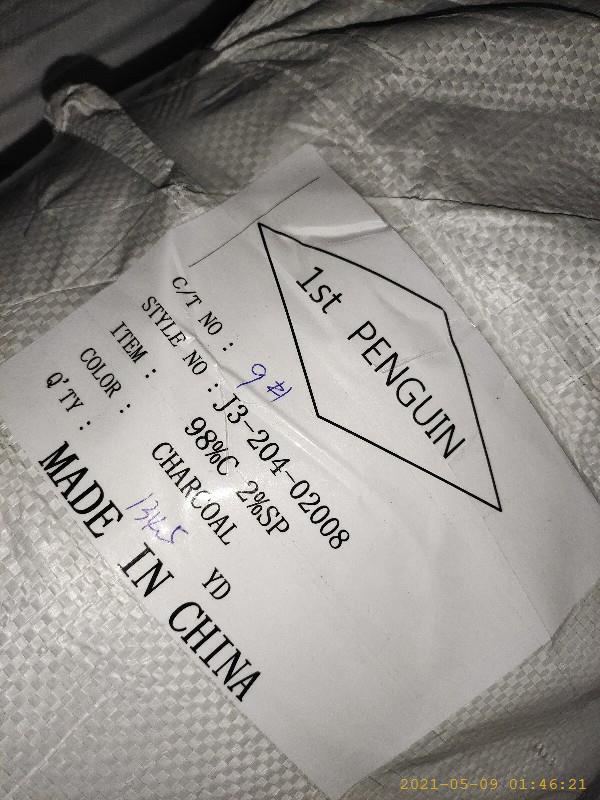 1st PENGUIN
C/T NO : 9#
STYLE NO : J3-204-02008
ITEM : 98%C 2%SP
COLOR : CHARCOAL
Q'TY : YD
MADE IN CHINA
2021-05-09 01:46:21